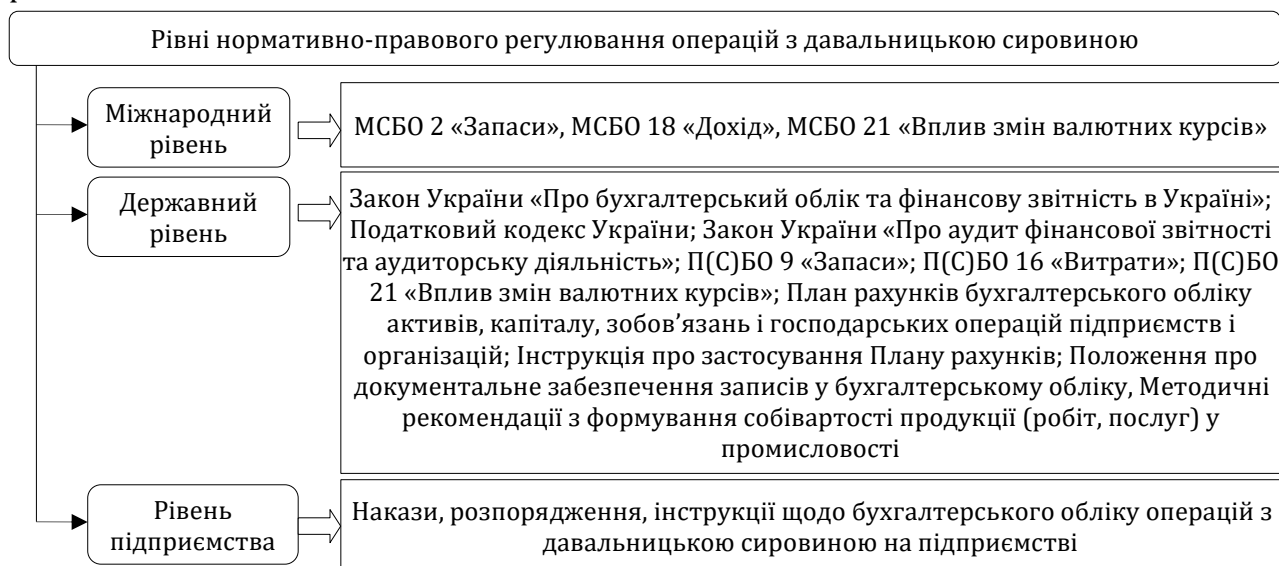 Рівні нормативно-правового регулювання операцій з давальницькою сировиною
Міжнародний
рівень
МСБО 2 «Запаси», МСБО 18 «Дохід», МСБО 21 «Вплив змін валютних курсів»
Державний
рівень
Закон України «Про бухгалтерський облік та фінансову звітність в Україні»;
Податковий кодекс України; Закон України «Про аудит фінансової звітності
та аудиторську діяльність»; П(С)БО 9 «Запаси»; П(С)БО 16 «Витрати»; П(С)БО
21 «Вплив змін валютних курсів»; План рахунків бухгалтерського обліку
активів, капіталу, зобов’язань і господарських операцій підприємств і
організацій; Інструкція про застосування Плану рахунків; Положення про
документальне забезпечення записів у бухгалтерському обліку, Методичні
рекомендації з формування собівартості продукції (робіт, послуг) у
промисловості
Рівень
підприємства
Накази, розпорядження, інструкції щодо бухгалтерського обліку операцій з
давальницькою сировиною на підприємстві